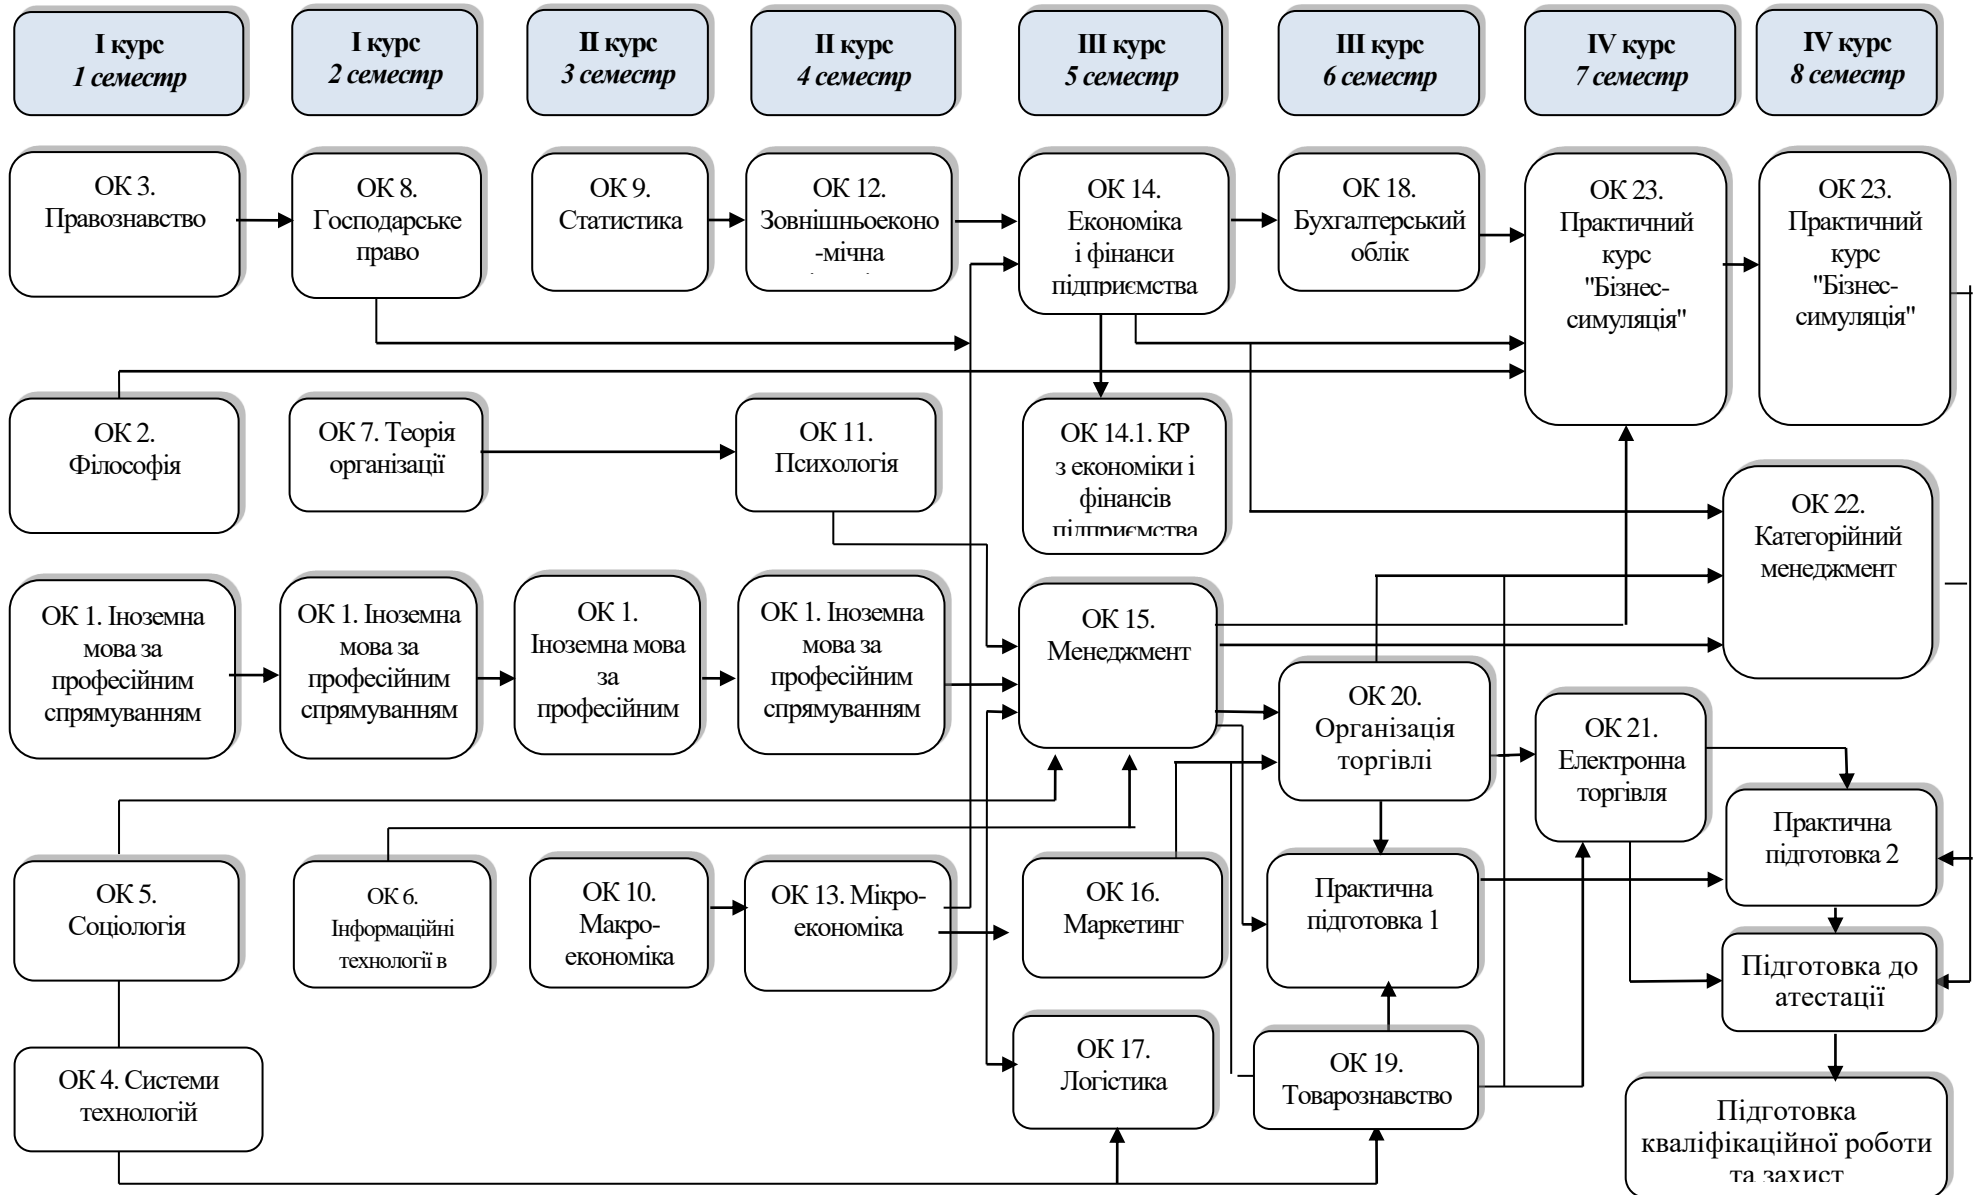 I курс
1 семестр
I курс
2 семестр
II курс
3 семестр
II курс
4 семестр
III курс
5 семестр
III курс
6 семестр
IV курс
7 семестр
IV курс
8 семестр
ОК 3.
Правознавство
ОК 8.
Господарське
право
ОК 9.
Статистика
ОК 12.
Зовнішньоеконо
-мічна
ОК 14.
Економіка
і фінанси
підприємства
ОК 18.
Бухгалтерський
облік
ОК 23.
Практичний
курс
"Бізнес-
симуляція"
ОК 23.
Практичний
курс
"Бізнес-
симуляція"
ОК 2.
Філософія
ОК 7. Теорія
організації
ОК 11.
Психологія
ОК 14.1. КР
з економіки і
фінансів
підприємства
ОК 22.
Категорійний
менеджмент
ОК 1. Іноземна
мова за
професійним
спрямуванням
ОК 1. Іноземна
мова за
професійним
спрямуванням
ОК 1.
Іноземна мова
за
професійним
ОК 1. Іноземна
мова за
професійним
спрямуванням
ОК 15.
Менеджмент
ОК 20.
Організація
торгівлі
ОК 21.
Електронна
торгівля
Практична
підготовка 2
ОК 5.
Соціологія
ОК 6.
Інформаційні
технології в
ОК 10.
Макро-
економіка
ОК 13. Мікро-
економіка
ОК 16.
Маркетинг
Практична
підготовка 1
Підготовка до
атестації
ОК 4. Системи
технологій
ОК 17.
Логістика
ОК 19.
Товарознавство
Підготовка
кваліфікаційної роботи
та захист